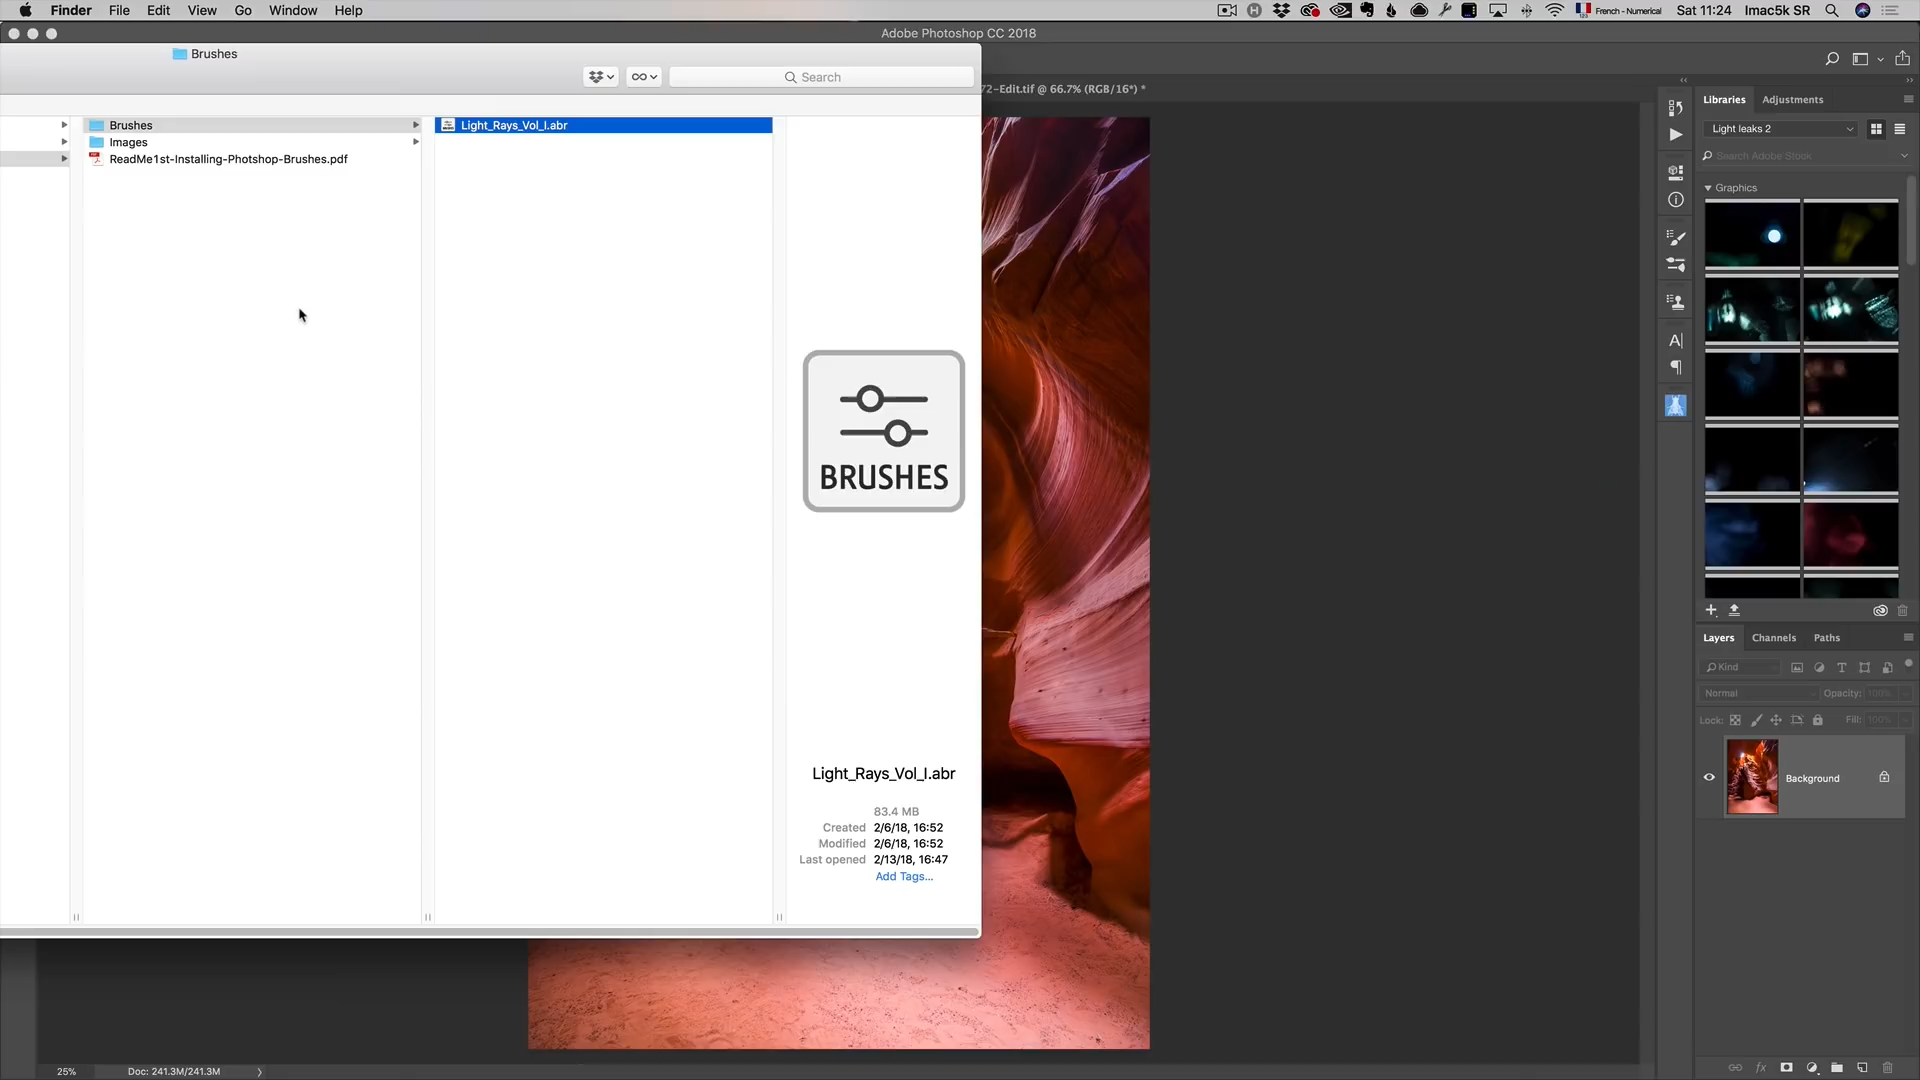 Finder File Edit View Go Window Help
French - Numerical Sat 11:24 Imac5k SR
Adobe Photoshop CC 2018
Brushes
Search
72-Edit.tif @ 66.7% (RGB/16*) *
Brushes
Images
ReadMe1st-Installing-Photshop-Brushes.pdf
Light_Rays_Vol_I.abr
BRUSHES
Light_Rays_Vol_I.abr
83.4 MB
Created 2/6/18, 16:52
Modified 2/6/18, 16:52
Last opened 2/13/18, 16:47
Add Tags...
Libraries Adjustments
Light leaks 2
Search Adobe Stock
Graphics
Layers Channels Paths
Kind
Normal Opacity: 100%
Lock: Fill: 100%
Background
25% Doc: 241.3M/241.3M